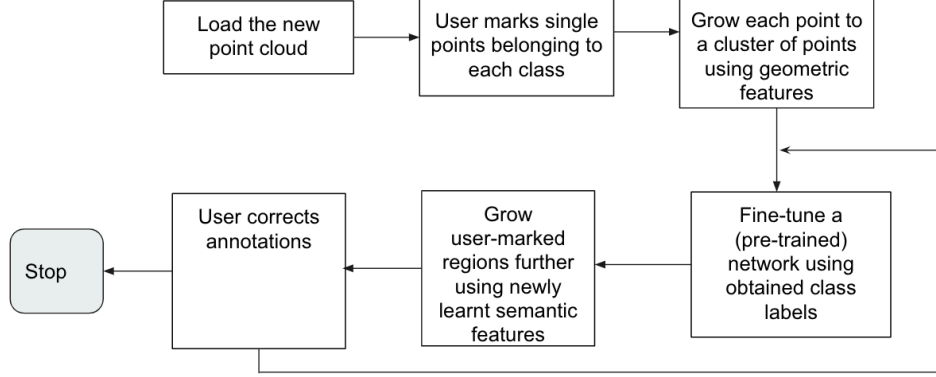 Load the new
point cloud
User marks single
points belonging to
each class
Grow each point to
a cluster of points
using geometric
features
Fine-tune a
(pre-trained)
network using
obtained class
labels
Grow
user-marked
regions further
using newly
learnt semantic
features
User corrects
annotations
Stop